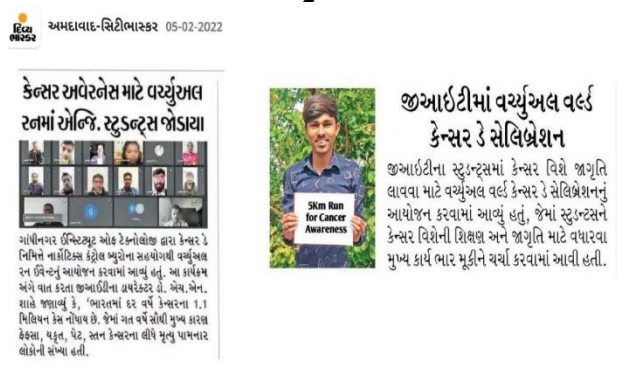 દિવ્ય ભાસ્કર
અમદાવાદ-સિટીભાસ્કર 05-02-2022
કેન્સર અવેરનેસ માટે વર્ચ્યુઅલ
રનમાં એન્જિ. સ્ટુડન્ટ્સ જોડાયા
ગાંધીનગર ઈન્સ્ટિટ્યુટ ઓફ ટેક્નોલોજી દ્વારા કેન્સર ડે
નિમિત્તે નાર્કોટિક્સ કંટ્રોલ બ્યુરોના સહયોગથી વર્ચ્યુઅલ
રન ઈવેન્ટનું આયોજન કરવામાં આવ્યું હતું. આ કાર્યક્રમ
અંગે વાત કરતા જીઆઈટીના ડાયરેક્ટર ડો. એચ.એન.
શાહે જણાવ્યું કે, 'ભારતમાં દર વર્ષે કેન્સરના 1.1
મિલિયન કેસ નોંધાય છે. જેમાં ગત વર્ષે સૌથી મુખ્ય કારણ
ફેફસા, યકૃત, પેટ, સ્તન કેન્સરના લીધે મૃત્યુ પામનાર
લોકોની સંખ્યા હતી.
5Km Run
for Cancer
Awareness
જીઆઇટીમાં વર્ચ્યુઅલ વર્લ્ડ
કેન્સર ડે સેલિબ્રેશન
જીઆઇટીના સ્ટુડન્ટ્સમાં કેન્સર વિશે જાગૃતિ
લાવવા માટે વર્ચ્યુઅલ વર્લ્ડ કેન્સર ડે સેલિબ્રેશનનું
આયોજન કરવામાં આવ્યું હતું, જેમાં સ્ટુડન્ટસને
કેન્સર વિશેની શિક્ષણ અને જાગૃતિ માટે વધારવા
મુખ્ય કાર્ય ભાર મૂકીને ચર્ચા કરવામાં આવી હતી.